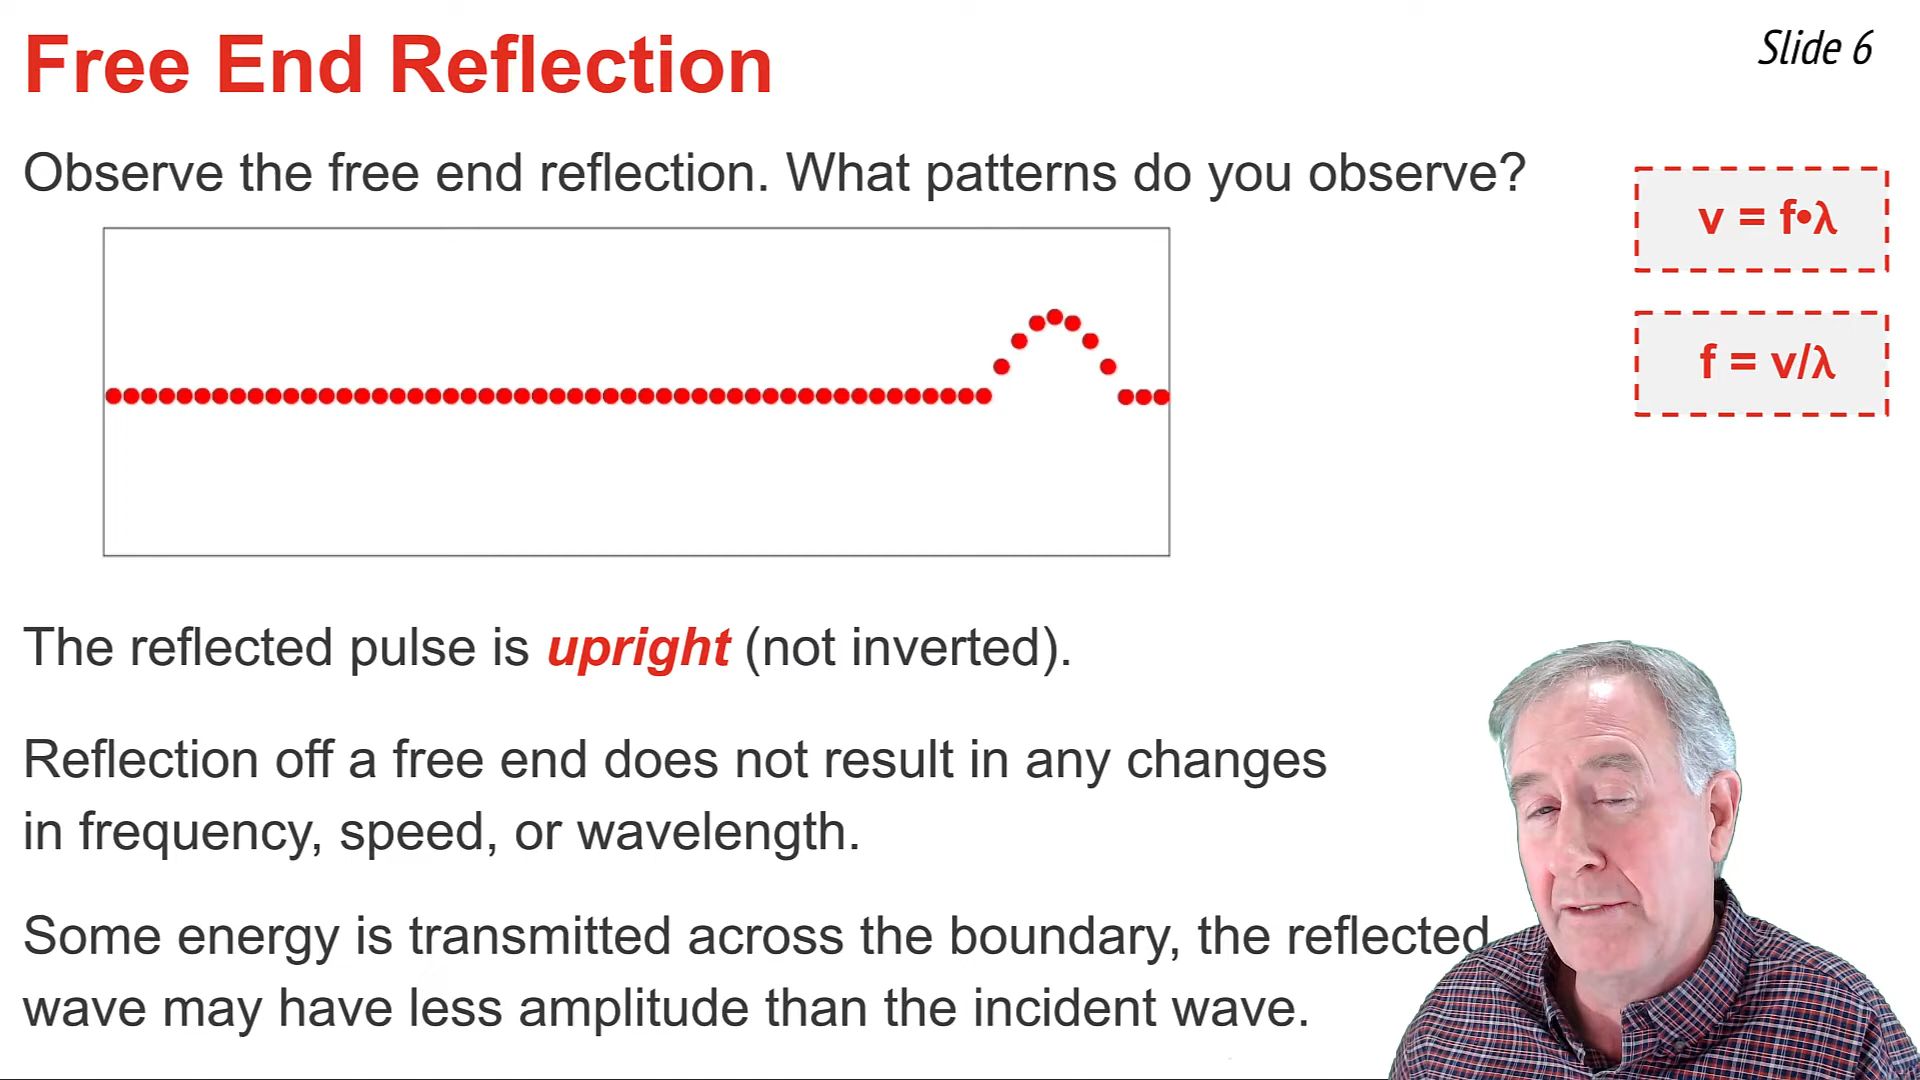 Free End Reflection
Slide 6
Observe the free end reflection. What patterns do you observe?
v = f•λ
f = v/λ
The reflected pulse is upright (not inverted).
Reflection off a free end does not result in any changes
in frequency, speed, or wavelength.
Some energy is transmitted across the boundary, the reflected
wave may have less amplitude than the incident wave.